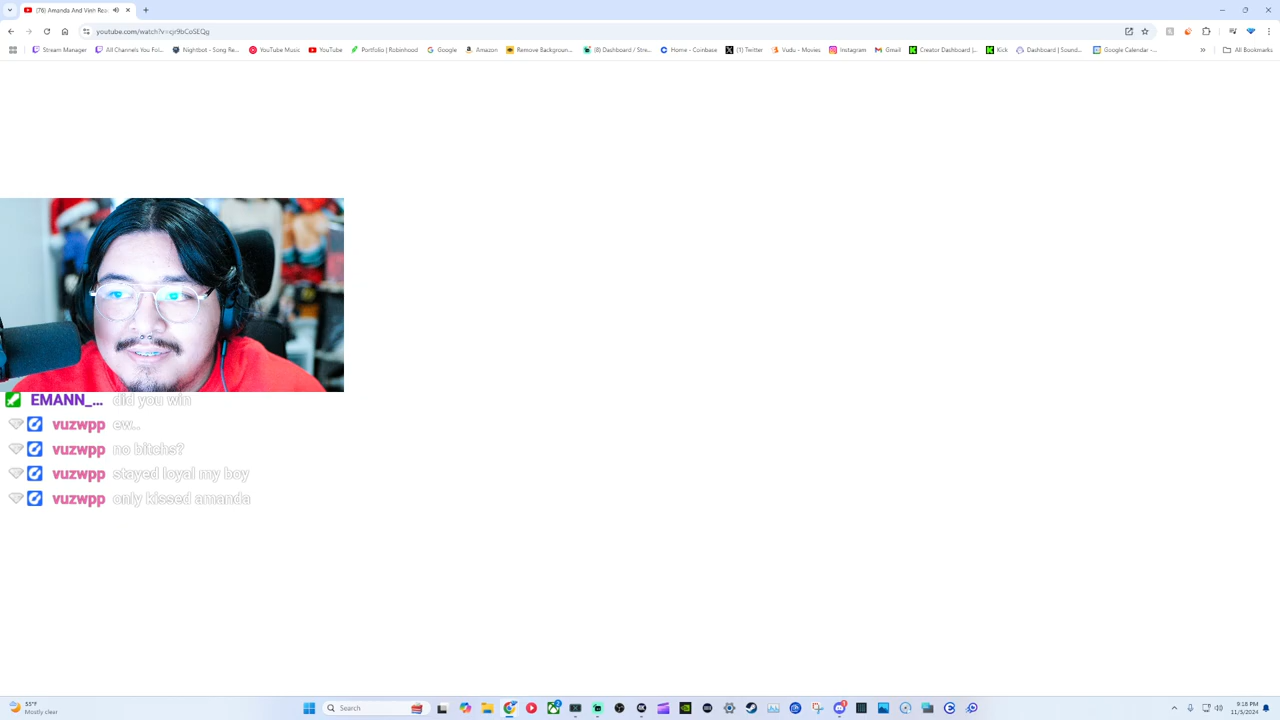 (76) Amanda And Vinn Rea
youtube.com/watch?v=cjr9bCoSEQg
Stream Manager
All Channels You Fol...
Nightbot - Song Re...
YouTube Music
YouTube
Portfolio | Robinhood
Google
Amazon
Remove Backgroun...
(8) Dashboard / Stre...
Home - Coinbase
(1) Twitter
Vudu - Movies
Instagram
Gmail
Creator Dashboard |...
Kick
Dashboard | Sound...
Google Calendar -...
All Bookmarks
EMANN_... did you win
vuzwpp ew..
vuzwpp no bitchs?
vuzwpp stayed loyal my boy
vuzwpp only kissed amanda
55°F
Mostly clear
Search
9:18 PM
11/5/2024